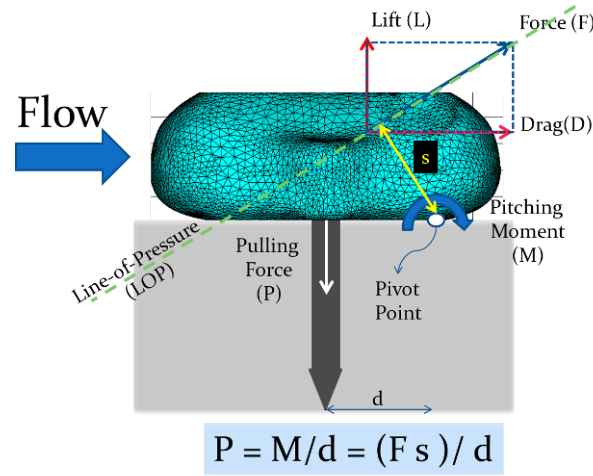 Lift (L)
Force (F)
Flow
Drag(D)
s
Pitching
Moment
(M)
Line-of-Pressure
(LOP)
Pulling
Force
(P)
Pivot
Point
d
P = M/d = (F s )/ d